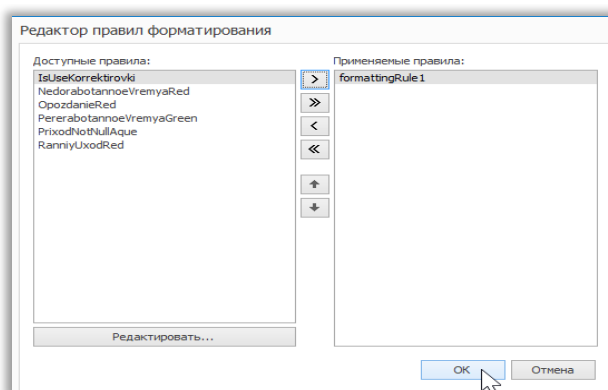 Редактор правил форматирования
Доступные правила:
Применяемые правила:
IsUseKorrektirovki
NedorabotannoeVremyaRed
OpozdanieRed
PererabotannoeVremyaGreen
PrixodNotNullAque
RanniyUxodRed
formattingRule1
Редактировать...
OK
Отмена